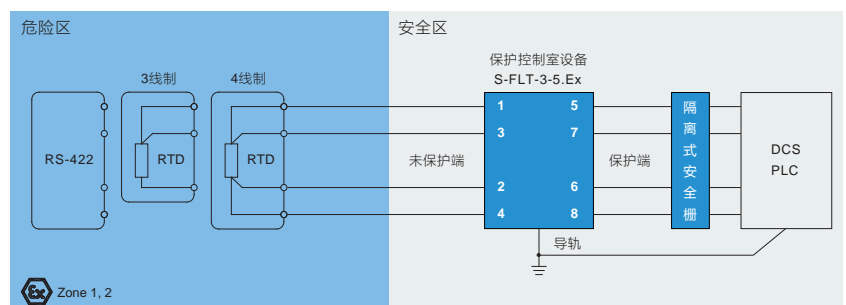 危险区
安全区
保护控制室设备
S-FLT-3-5.Ex
3线制
4线制
RS-422
RTD
RTD
未保护端
1 5
3 7
2 6
4 8
保护端
隔离式安全栅
DCS
PLC
导轨
Ex Zone 1, 2